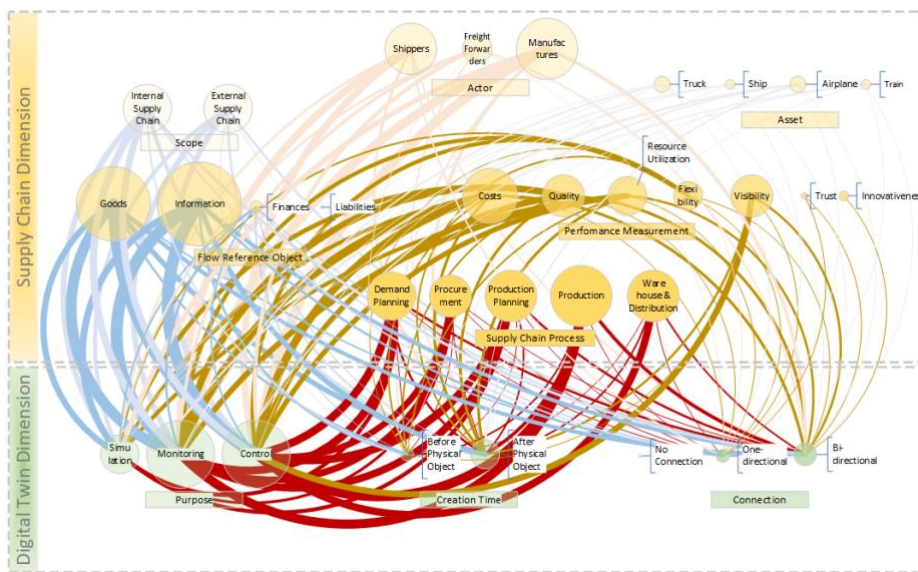 Supply Chain Dimension
Shippers
Freight
Forwar
ders
Manufac
tures
Actor
Internal
Supply
Chain
External
Supply
Chain
Scope
Truck
Ship
Airplane
Train
Asset
Resource
Utilization
Goods
Information
Finances
Liabilities
Flow Reference Object
Costs
Quality
Flexi
bility
Visibility
Trust
Innovativenes
Perfomance Measurement
Demand
Planning
Procure
ment
Production
Planning
Production
Ware
house &
Distribution
Supply Chain Process
Digital Twin Dimension
Simu
lation
Monitoring
Contro
Before
Physical
Object
After
Physical
Object
No
Connection
One-
directional
Bi-
directional
Purpose
Creation Time
Connection